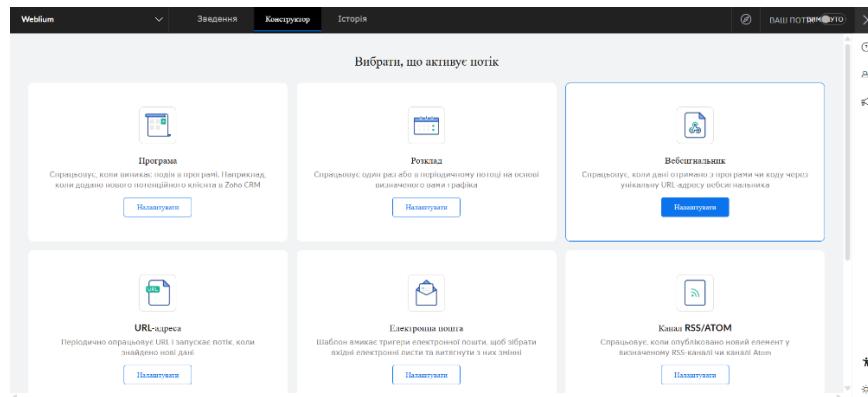 Weblium
Зведення
Конструктор
Історія
Вибрати, що активує потік
Програма
Спрацьовує, коли виникає подія в програмі. Наприклад,
коли додано нового потенційного клієнта в Zoho CRM
Налаштувати
Розклад
Спрацьовує один раз або в періодичному потоці на основі
визначеного вами графіка
Налаштувати
Вебсигнальник
Спрацьовує, коли дані отримано з програми чи коду через
унікальну URL-адресу вебсигнальника
Налаштувати
URL
URL-адреса
Періодично опрацьовує URL і запускає потік, коли
знайдено нові дані
Налаштувати
Електронна пошта
Шаблон вмикає тригери електронної пошти, щоб зібрати
вхідні електронні листи та витягнути з них змінні
Налаштувати
Канал RSS/ATOM
Спрацьовує, коли опубліковано новий елемент у
визначеному RSS-каналі чи каналі Atom
Налаштувати